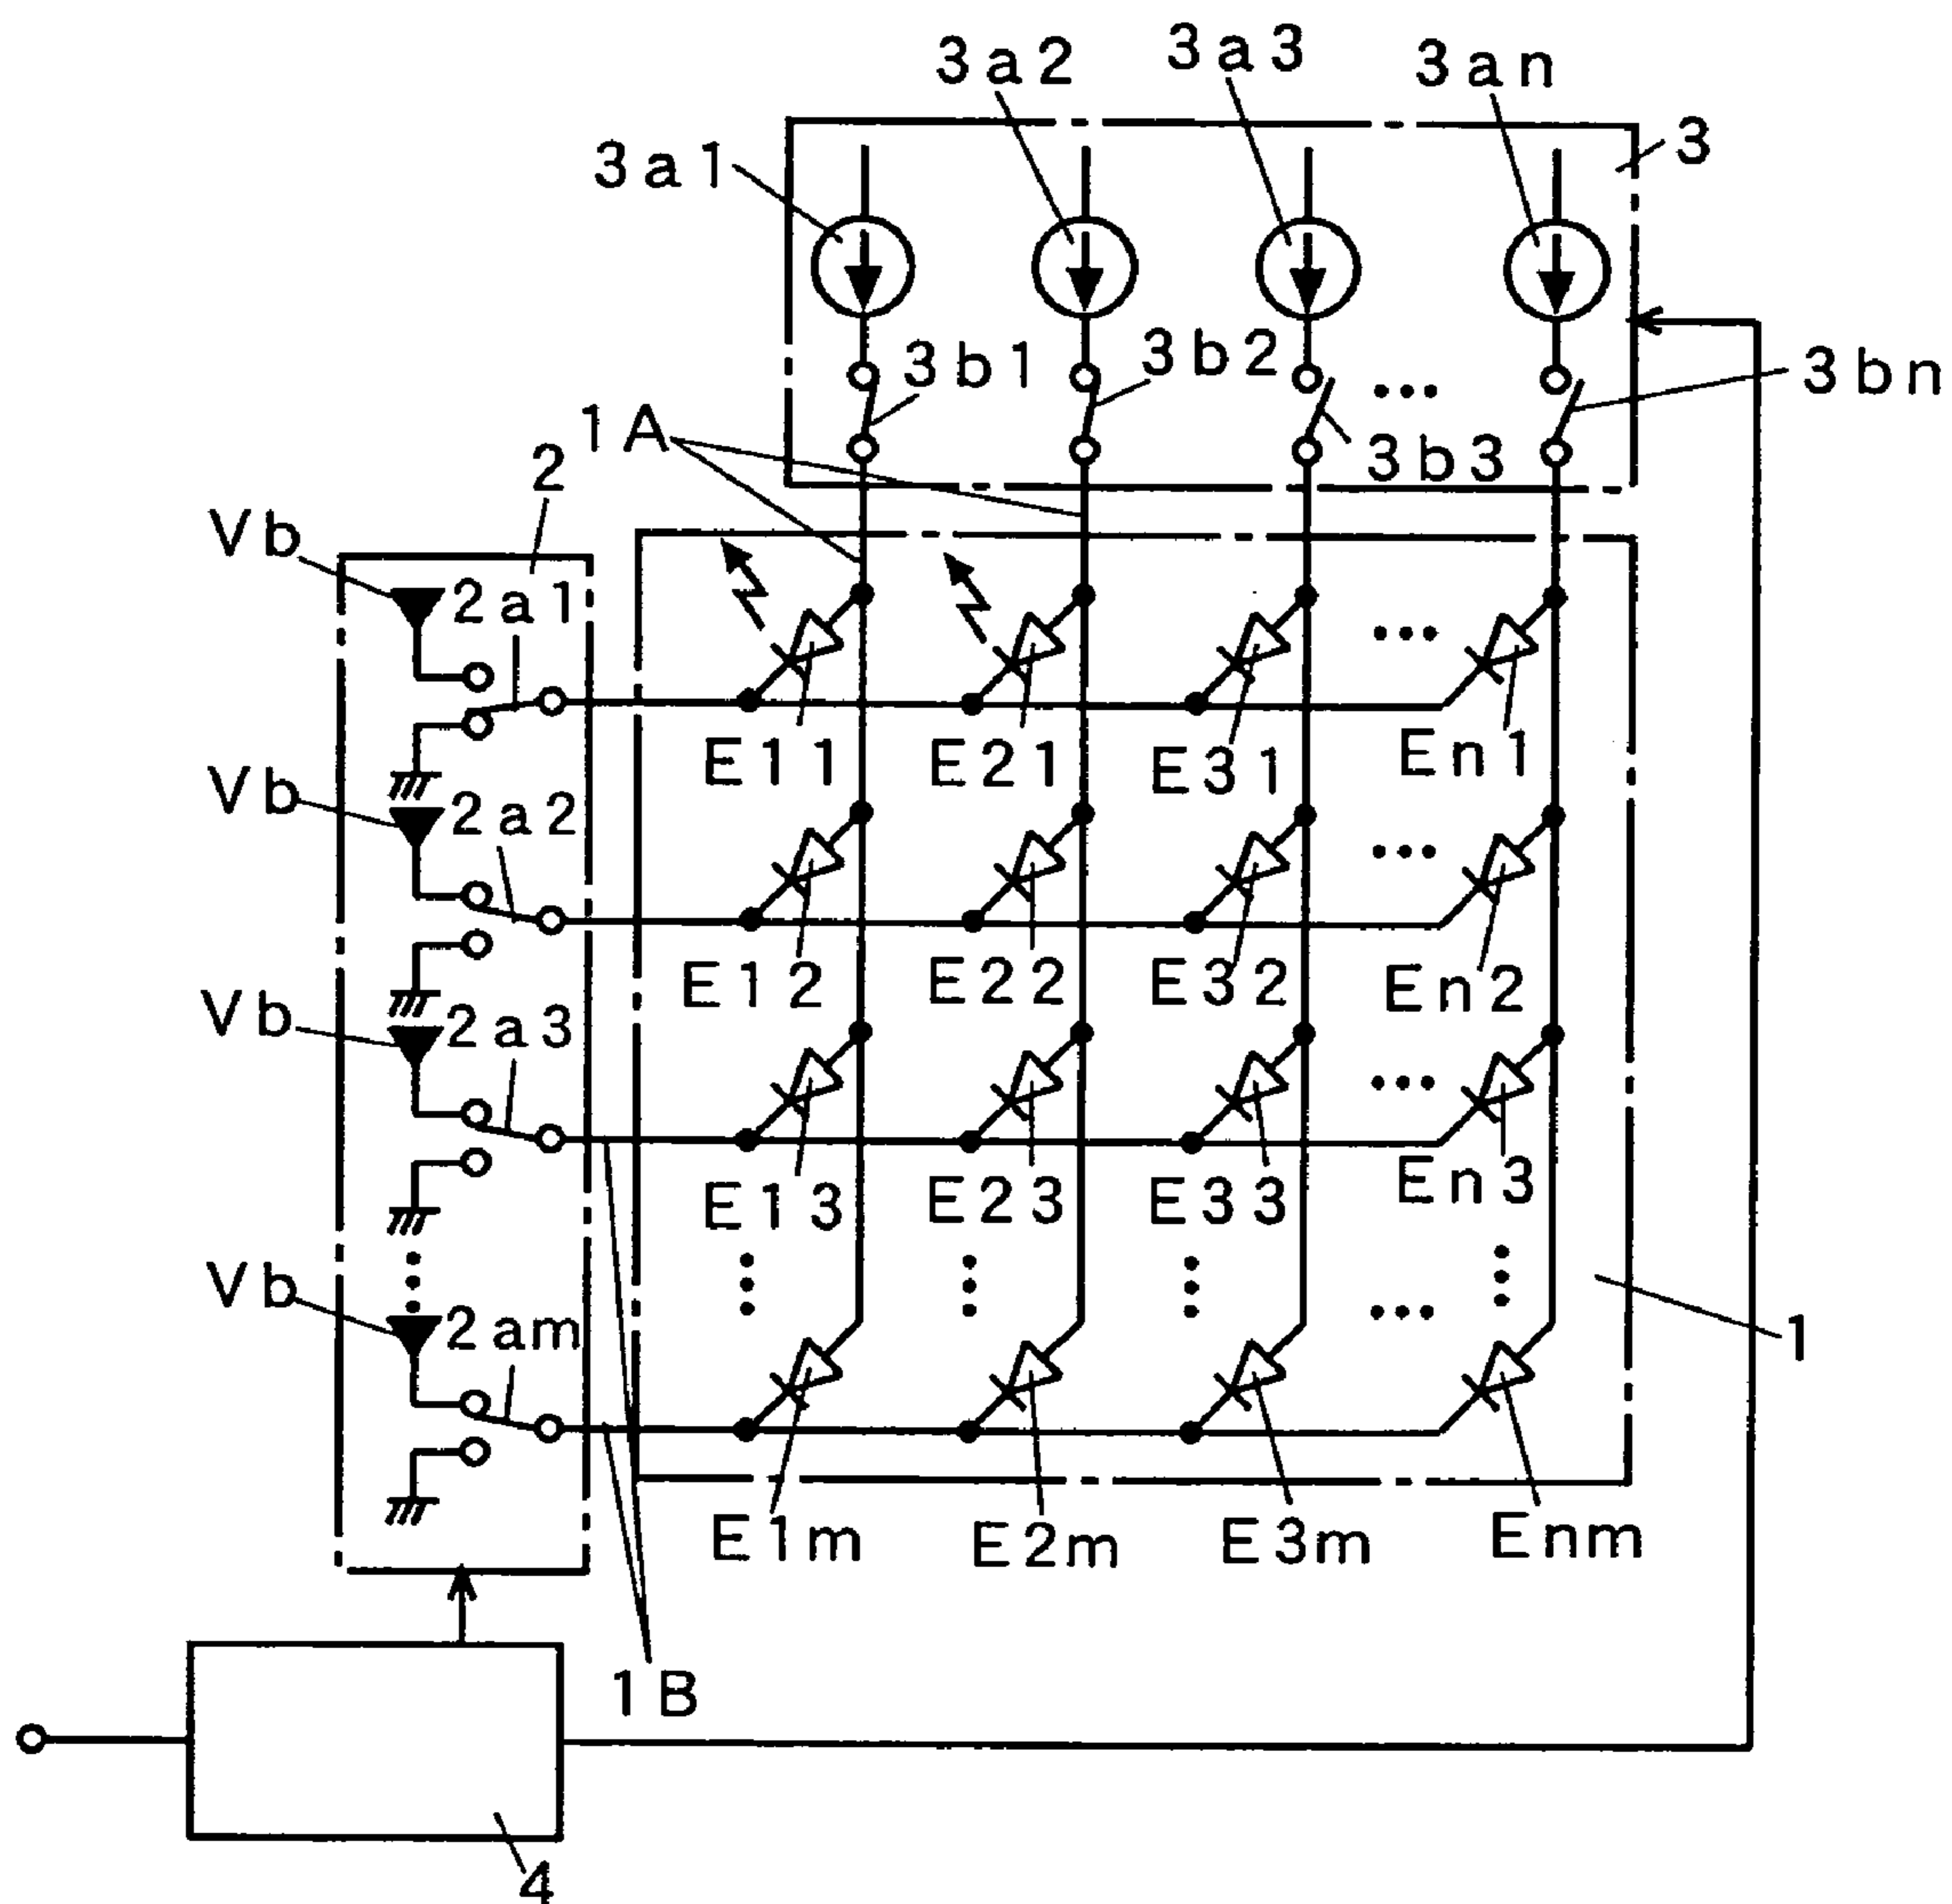 3a1 3a2 3a3 3an 3
3b1 3b2 3b3 ••• 3bn
1A
2
Vb 2a1
E11 E21 E31 ••• En1
Vb 2a2
E12 E22 E32 ••• En2
Vb 2a3
E13 E23 E33 ••• En3
Vb 2am
1
E1m E2m E3m ••• Enm
1B
4